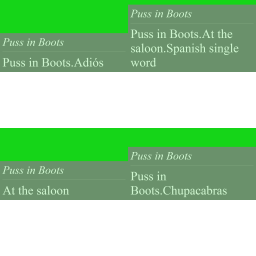 Puss in Boots
Puss in Boots.Adiós
Puss in Boots
Puss in Boots.At the
saloon.Spanish single
word
Puss in Boots
At the saloon
Puss in Boots
Puss in
Boots.Chupacabras